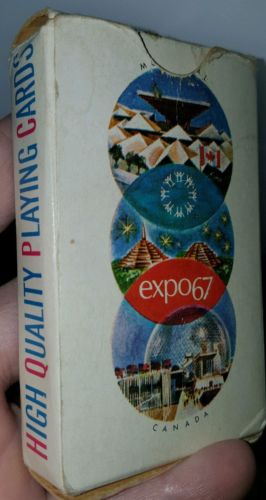 HIGH QUALITY PLAYING CARDS
expo67
CANADA